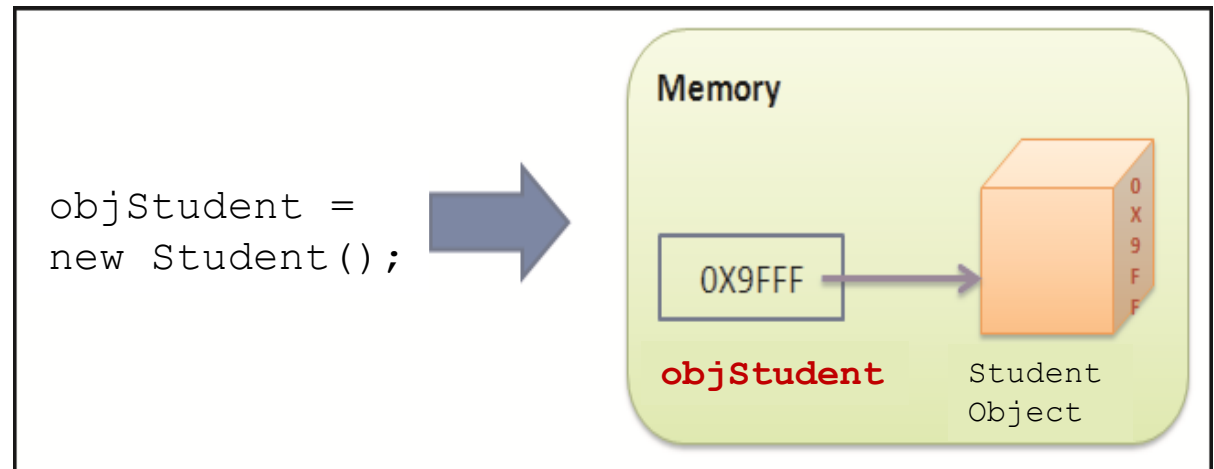 objStudent =
new Student();
Memory
0X9FFF
0
X
9
F
F
objStudent
Student
Object